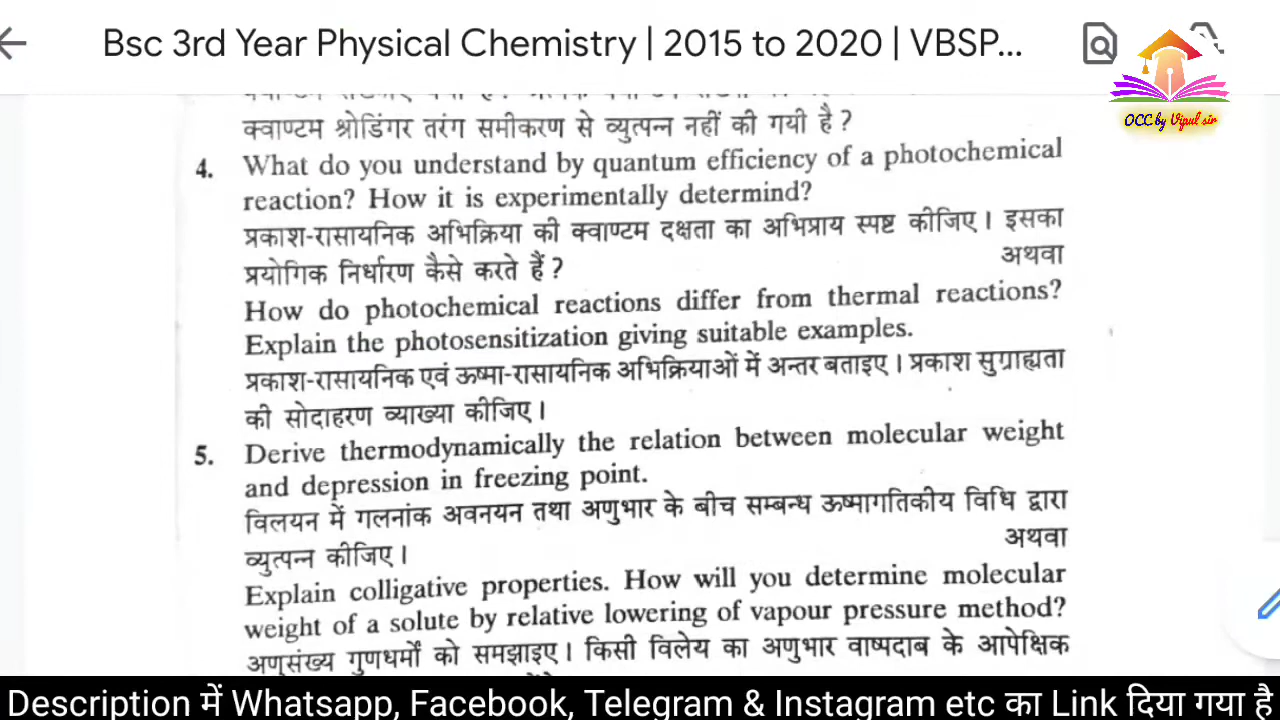 Bsc 3rd Year Physical Chemistry | 2015 to 2020 | VBSP...
OCC by Vipul sir
क्वाण्टम श्रोडिंगर तरंग समीकरण से व्युत्पन्न नहीं की गयी है ?
4. What do you understand by quantum efficiency of a photochemical
reaction? How it is experimentally determind?
प्रकाश-रासायनिक अभिक्रिया की क्वाण्टम दक्षता का अभिप्राय स्पष्ट कीजिए। इसका
प्रयोगिक निर्धारण कैसे करते हैं ? अथवा
How do photochemical reactions differ from thermal reactions?
Explain the photosensitization giving suitable examples.
प्रकाश-रासायनिक एवं ऊष्मा-रासायनिक अभिक्रियाओं में अन्तर बताइए। प्रकाश सुग्राह्यता
की सोदाहरण व्याख्या कीजिए।
5. Derive thermodynamically the relation between molecular weight
and depression in freezing point.
विलयन में गलनांक अवनयन तथा अणुभार के बीच सम्बन्ध ऊष्मागतिकीय विधि द्वारा
व्युत्पन्न कीजिए। अथवा
Explain colligative properties. How will you determine molecular
weight of a solute by relative lowering of vapour pressure method?
अणुसंख्य गुणधर्मों को समझाइए। किसी विलेय का अणुभार वाष्पदाब के आपेक्षिक
Description में Whatsapp, Facebook, Telegram & Instagram etc का Link दिया गया है